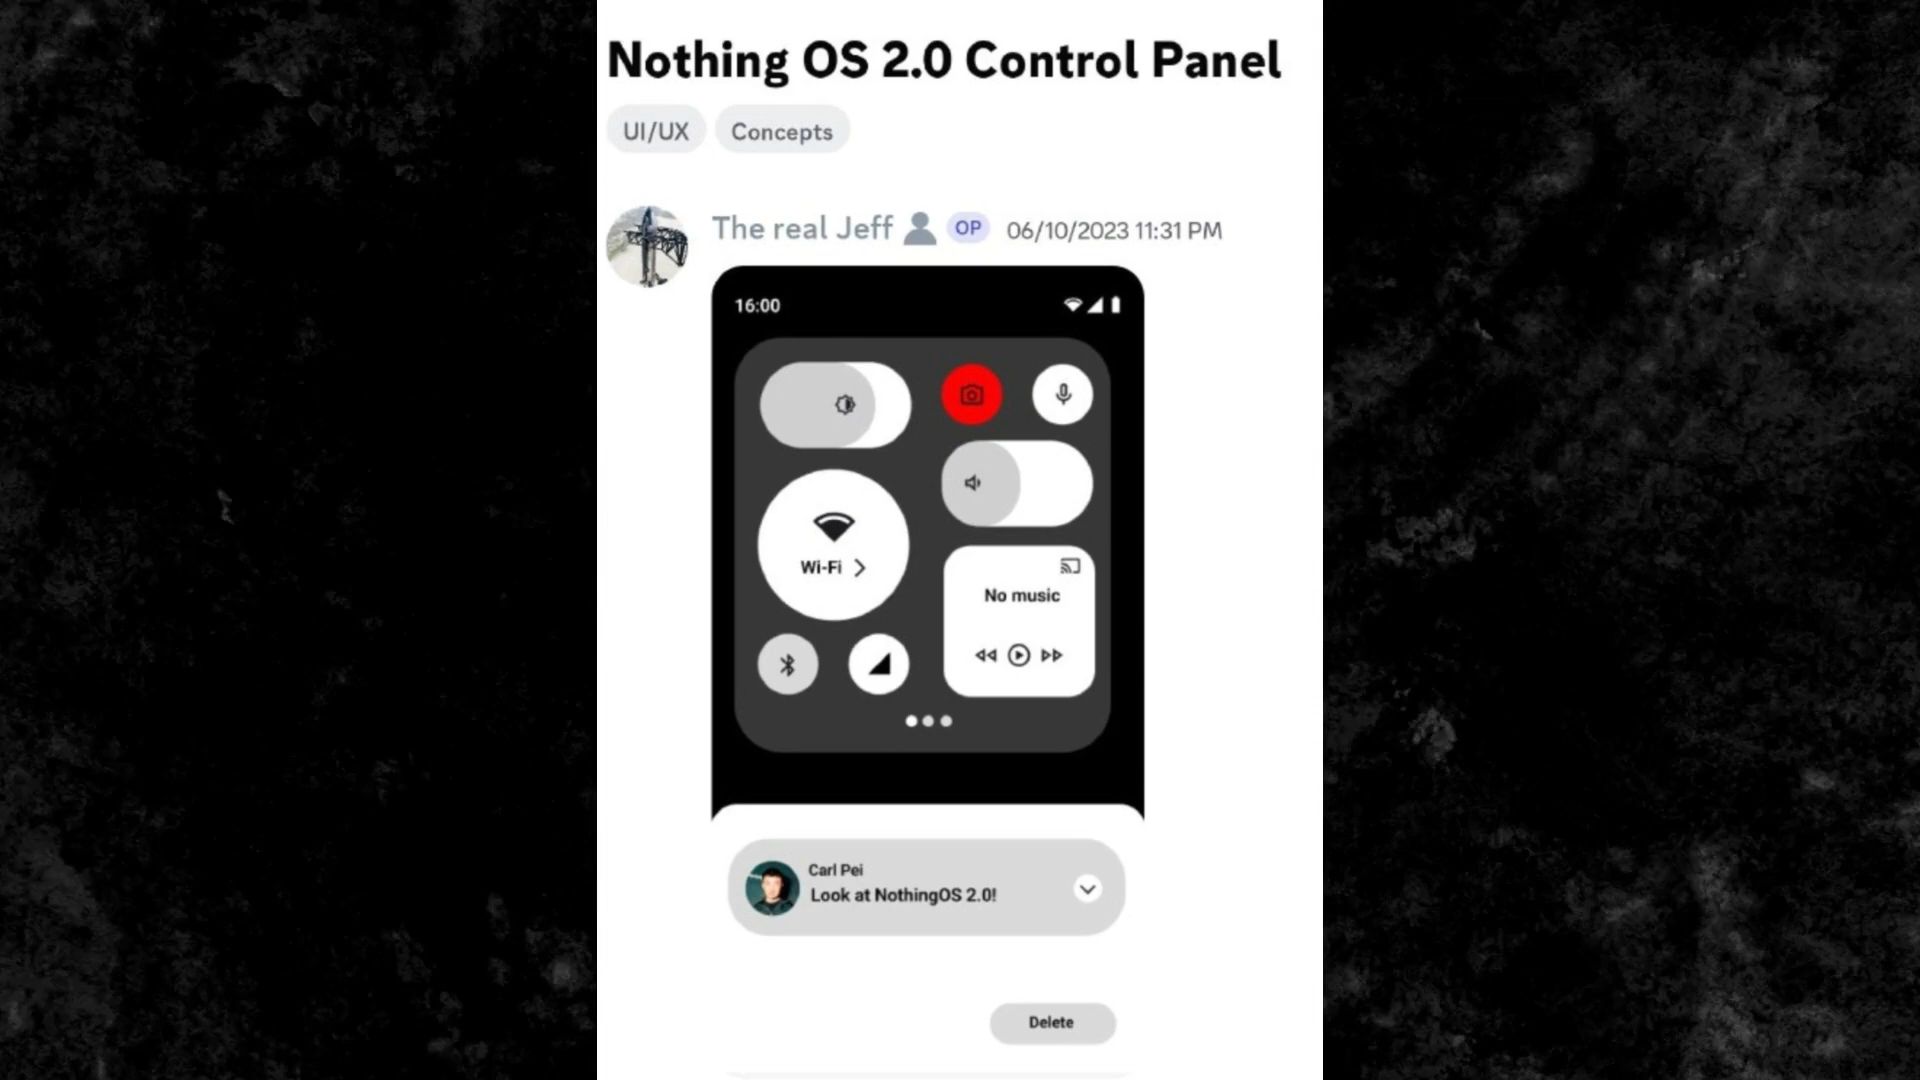 Nothing OS 2.0 Control Panel
UI/UX Concepts
The real Jeff OP 06/10/2023 11:31 PM
16:00
Wi-Fi
No music
Carl Pei
Look at NothingOS 2.0!
Delete